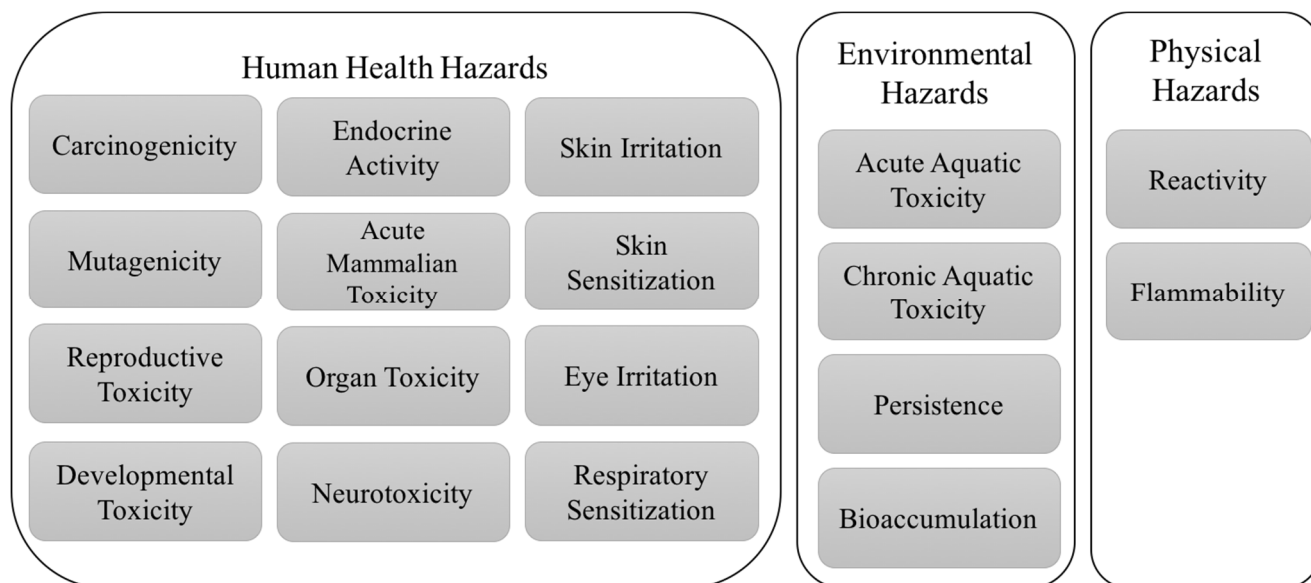 Human Health Hazards
Carcinogenicity
Endocrine
Activity
Skin Irritation
Mutagenicity
Acute
Mammalian
Toxicity
Skin
Sensitization
Reproductive
Toxicity
Organ Toxicity
Eye Irritation
Developmental
Toxicity
Neurotoxicity
Respiratory
Sensitization
Environmental
Hazards
Acute Aquatic
Toxicity
Chronic Aquatic
Toxicity
Persistence
Bioaccumulation
Physical
Hazards
Reactivity
Flammability